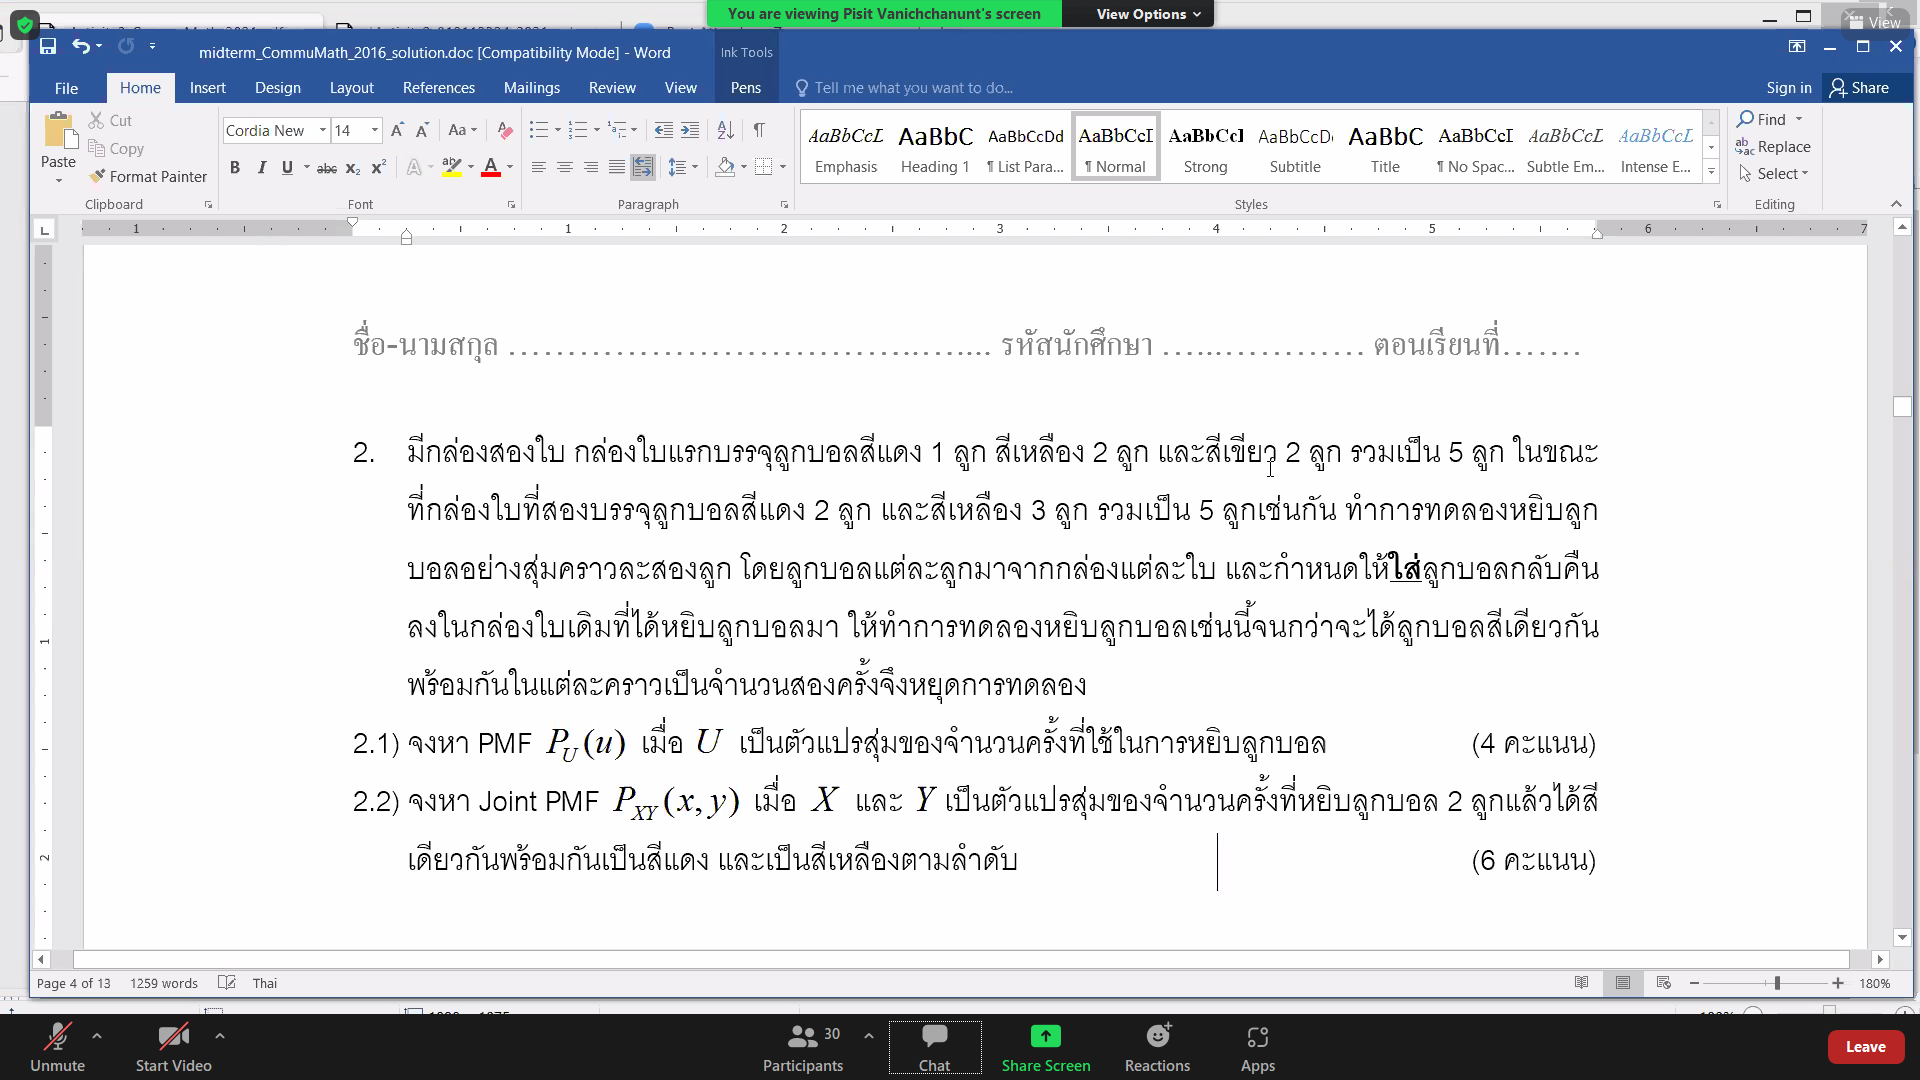 You are viewing Pisit Vanichchanunt's screen
View Options
View
midterm_CommuMath_2016_solution.doc [Compatibility Mode] - Word
Ink Tools
File Home Insert Design Layout References Mailings Review View Pens Tell me what you want to do... Sign in Share
Paste
Cut
Copy
Format Painter
Clipboard
Cordia New 14
Font
Paragraph
AaBbCcL AaBbC AaBbCcDd AaBbCcI AaBbCcI AaBbCcDd AaBbC AaBbCcI AaBbCcL AaBbCcL
Emphasis Heading 1 ¶ List Para... ¶ Normal Strong Subtitle Title ¶ No Spac... Subtle Em... Intense E...
Styles
Find
Replace
Select
Editing
1 1 2 3 4 5 6 7
ชื่อ-นามสกุล ........................................ รหัสนักศึกษา .................... ตอนเรียนที่.......
2. มีกล่องสองใบ กล่องใบแรกบรรจุลูกบอลสีแดง 1 ลูก สีเหลือง 2 ลูก และสีเขียว 2 ลูก รวมเป็น 5 ลูก ในขณะ
ที่กล่องใบที่สองบรรจุลูกบอลสีแดง 2 ลูก และสีเหลือง 3 ลูก รวมเป็น 5 ลูกเช่นกัน ทำการทดลองหยิบลูก
บอลอย่างสุ่มคราวละสองลูก โดยลูกบอลแต่ละลูกมาจากกล่องแต่ละใบ และกำหนดให้ใส่ลูกบอลกลับคืน
ลงในกล่องใบเดิมที่ได้หยิบลูกบอลมา ให้ทำการทดลองหยิบลูกบอลเช่นนี้จนกว่าจะได้ลูกบอลสีเดียวกัน
พร้อมกันในแต่ละคราวเป็นจำนวนสองครั้งจึงหยุดการทดลอง
2.1) จงหา PMF P_U(u) เมื่อ U เป็นตัวแปรสุ่มของจำนวนครั้งที่ใช้ในการหยิบลูกบอล (4 คะแนน)
2.2) จงหา Joint PMF P_XY(x, y) เมื่อ X และ Y เป็นตัวแปรสุ่มของจำนวนครั้งที่หยิบลูกบอล 2 ลูกแล้วได้สี
เดียวกันพร้อมกันเป็นสีแดง และเป็นสีเหลืองตามลำดับ (6 คะแนน)
1
2
Page 4 of 13 1259 words Thai 180%
Unmute Start Video Participants 30 Chat Share Screen Reactions Apps Leave